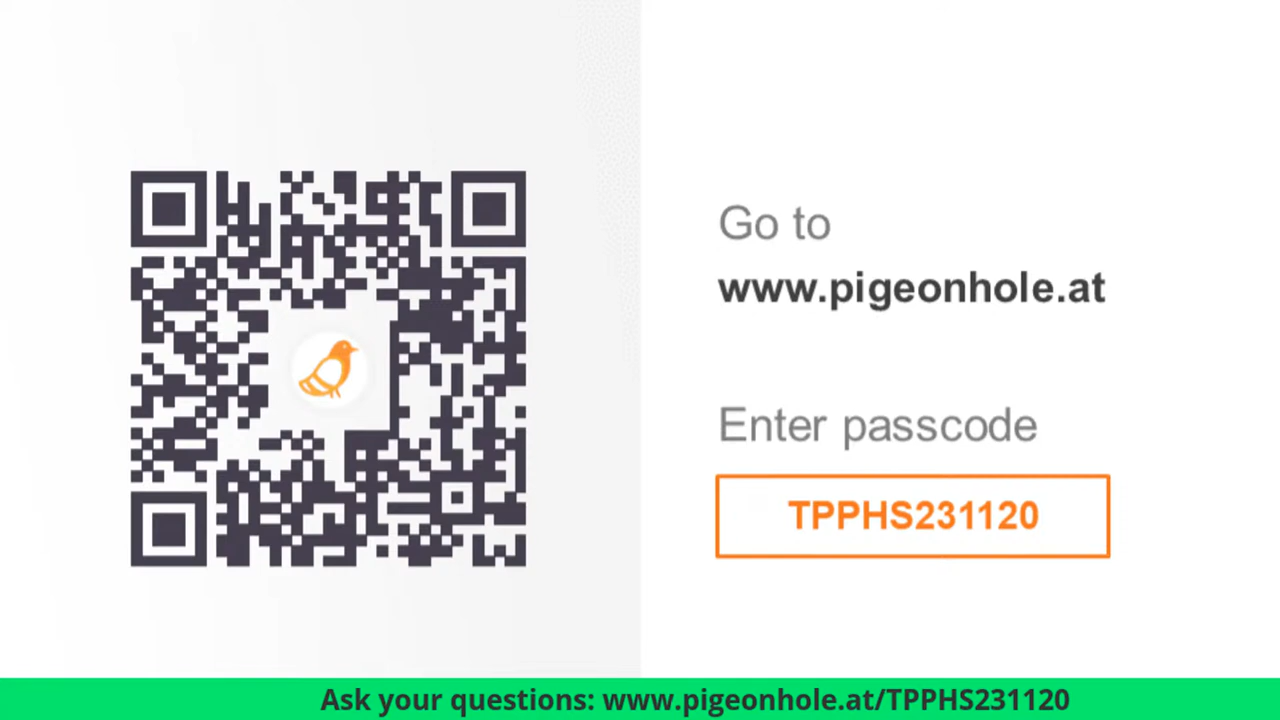 Go to
www.pigeonhole.at
Enter passcode
TPPHS231120
Ask your questions: www.pigeonhole.at/TPPHS231120